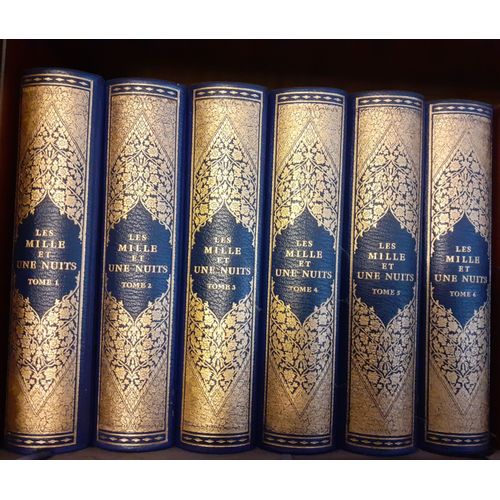 LES
MILLE
ET
UNE NUITS
TOME 1
LES
MILLE
ET
UNE NUITS
TOME 2
LES
MILLE
ET
UNE NUITS
TOME 3
LES
MILLE
ET
UNE NUITS
TOME 4
LES
MILLE
ET
UNE NUITS
TOME 5
LES
MILLE
ET
UNE NUITS
TOME 6